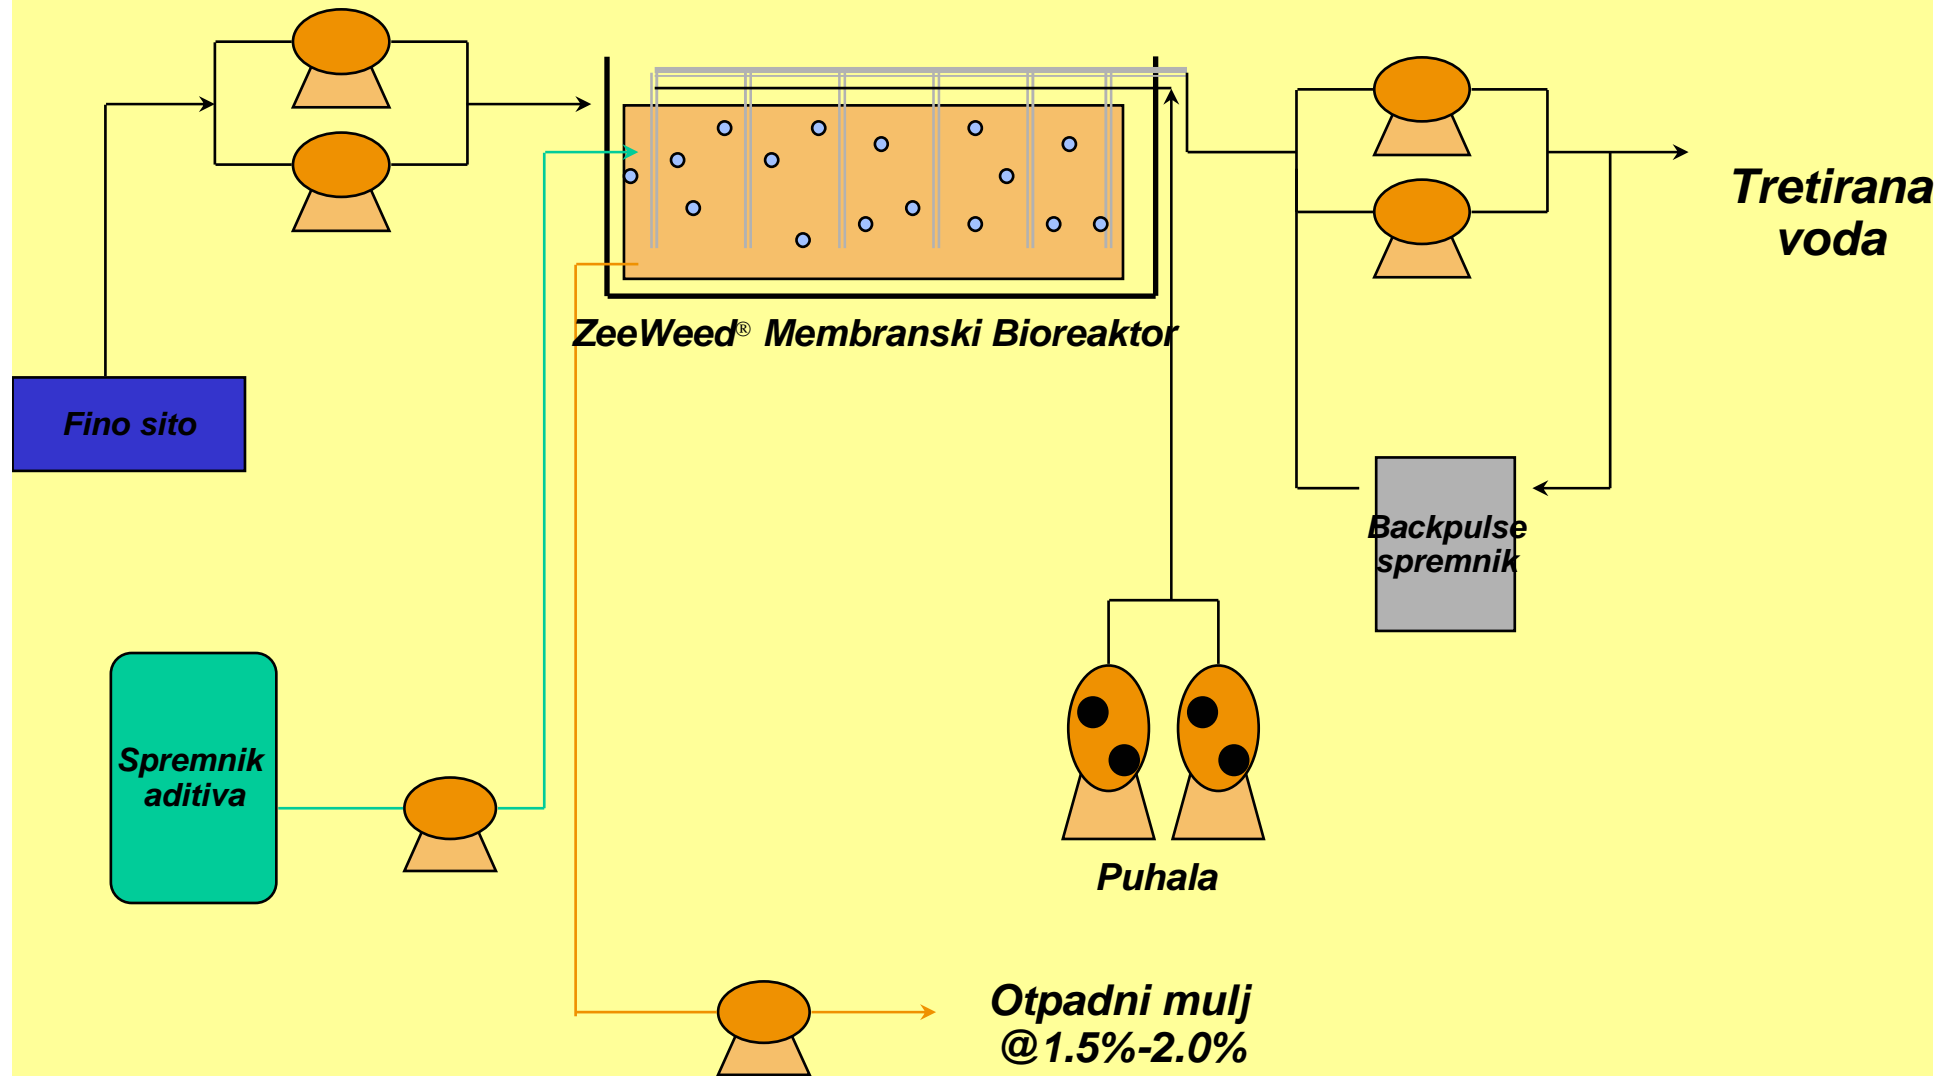 Tretirana
voda
ZeeWeed® Membranski Bioreaktor
Fino sito
Backpulse
spremnik
Spremnik
aditiva
Puhala
Otpadni mulj
@1.5%-2.0%